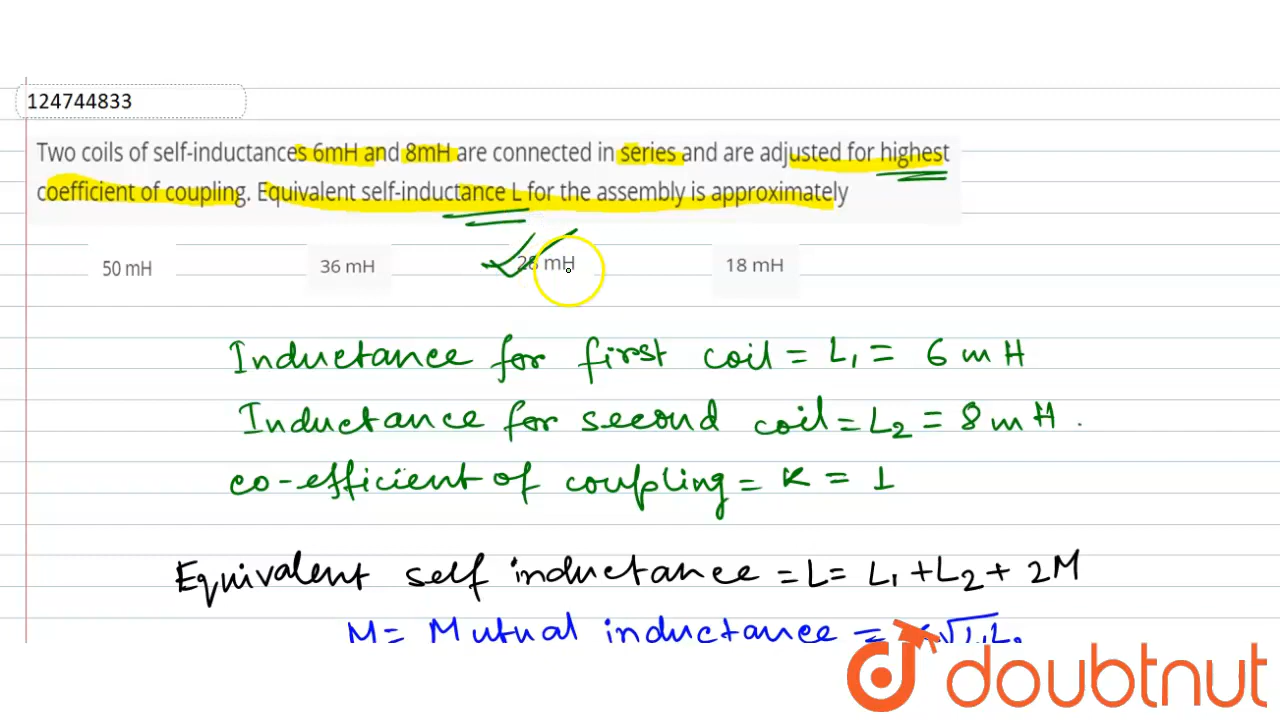 124744833
Two coils of self-inductances 6mH and 8mH are connected in series and are adjusted for highest
coefficient of coupling. Equivalent self-inductance L for the assembly is approximately
50 mH 36 mH 28 mH 18 mH
Inductance for first coil = L₁ = 6 mH
Inductance for second coil = L₂ = 8 mH .
co-efficient of coupling = K = 1
Equivalent self inductance = L = L₁ + L₂ + 2M
M = Mutual inductance =
doubtnut